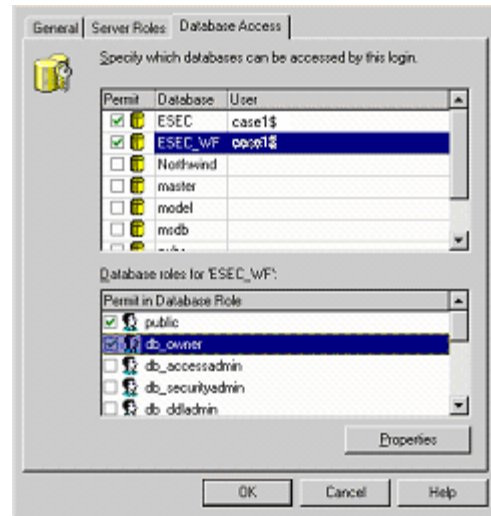 General Server Roles Database Access
Specify which databases can be accessed by this login.
Permit Database User
ESEC case1$
ESEC_WF case1$
Northwind
master
model
msdb
Database roles for 'ESEC_WF':
Permit in Database Role
public
db_owner
db_accessadmin
db_securityadmin
db_ddladmin
Properties
OK Cancel Help